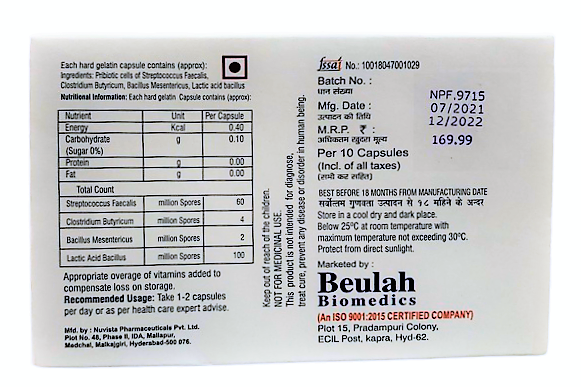 Each hard gelatin capsule contains (approx):
Ingredients: Pribiotic cells of Streptococcus Faecalis,
Clostridium Butyricum, Bacillus Mesentericus, Lactic acid bacillus
Nutritional Information: Each hard gelatin Capsule contains (approx):
Nutrient Unit Per Capsule
Energy Kcal 0.40
Carbohydrate g 0.10
(Sugar 0%)
Protein g 0.00
Fat g 0.00
Total Count
Streptococcus Faecalis million Spores 60
Clostridium Butyricum million Spores 4
Bacillus Mesentericus million Spores 2
Lactic Acid Bacillus million Spores 100
Appropriate overage of vitamins added to
compensate loss on storage.
Recommended Usage: Take 1-2 capsules
per day or as per health care expert advise.
Mfd. by : Nuvista Pharmaceuticals Pvt. Ltd.
Plot No. 48, Phase II, IDA, Mallapur,
Medchal, Malkajgiri, Hyderabad-500 076.
Keep out of reach of the children.
NOT FOR MEDICINAL USE
This product is not intended for diagnose,
treat cure, prevent any disease or disorder in human being.
fssai No.: 10018047001029
Batch No. : NPF.9715
धान संख्या
Mfg. Date : 07/2021
उत्पादन की तिथि 12/2022
M.R.P. ₹ : 169.99
अधिकतम खुदरा मूल्य
Per 10 Capsules
(Incl. of all taxes)
(सभी कर सहित)
BEST BEFORE 18 MONTHS FROM MANUFACTURING DATE
सर्वोत्तम गुणवता उत्पादन से १८ महिने के अन्दर
Store in a cool dry and dark place.
Below 25°C at room temperature with
maximum temperature not exceeding 30°C.
Protect from direct sunlight.
Marketed by :
Beulah
Biomedics
(An ISO 9001:2015 CERTIFIED COMPANY)
Plot 15, Pradampuri Colony,
ECIL Post, kapra, Hyd-62.